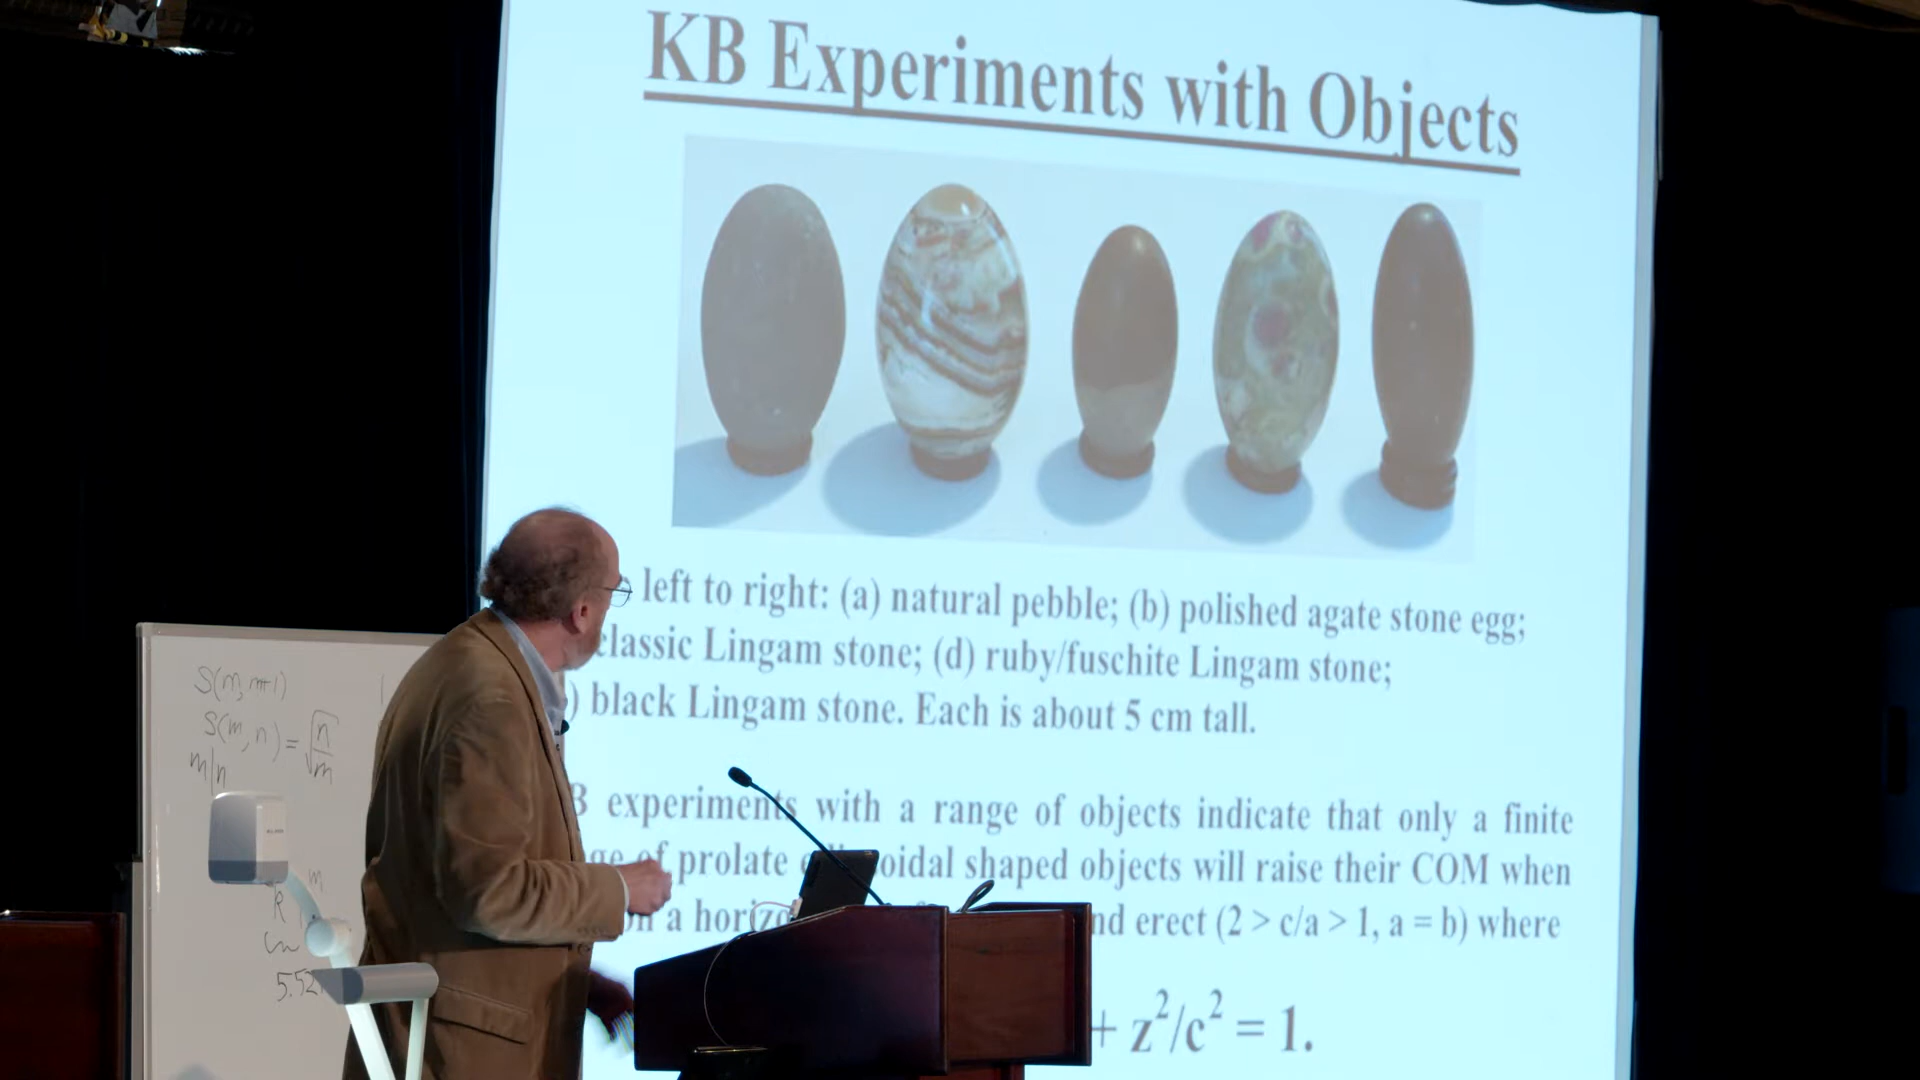 KB Experiments with Objects
left to right: (a) natural pebble; (b) polished agate stone egg;
classic Lingam stone; (d) ruby/fuschite Lingam stone;
) black Lingam stone. Each is about 5 cm tall.
experiments with a range of objects indicate that only a finite
of prolate shaped objects will raise their COM when
a erect (2 > c/a > 1, a = b) where
+ z²/c² = 1.
S(m, m+1)
S(m, n) = √n/m
m|n
m
R
5.52